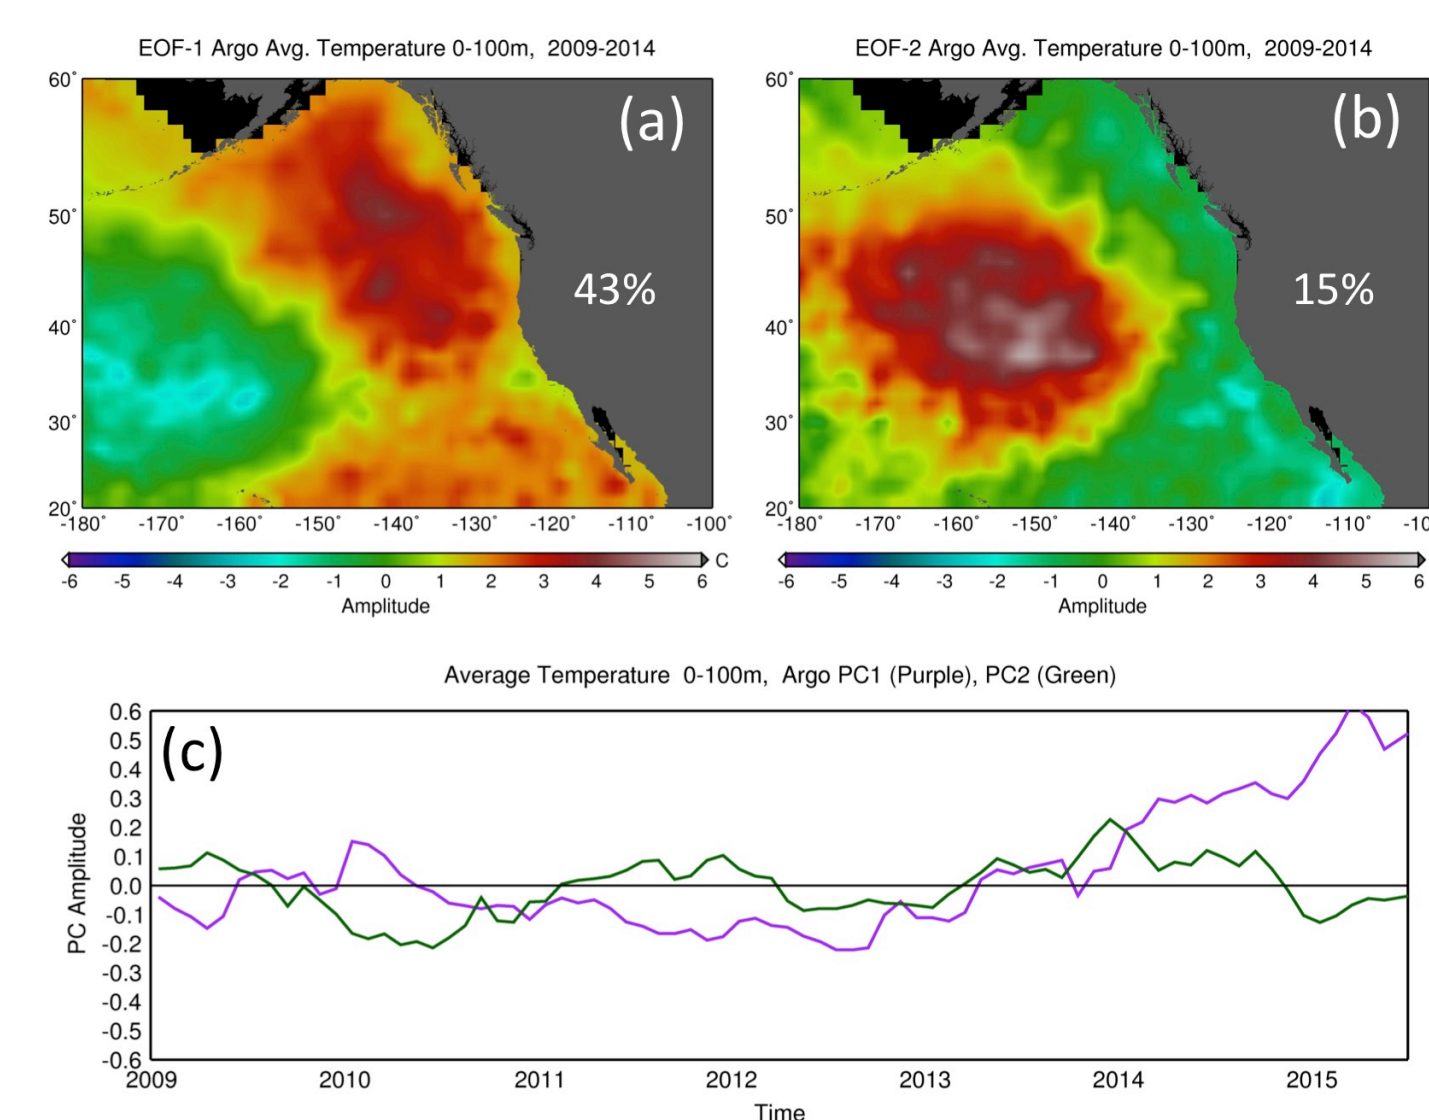 EOF-1 Argo Avg. Temperature 0-100m, 2009-2014
60°
50°
40°
30°
20°
(a)
43%
-180° -170° -160° -150° -140° -130° -120° -110° -100°
-6 -5 -4 -3 -2 -1 0 1 2 3 4 5 6 C
Amplitude
EOF-2 Argo Avg. Temperature 0-100m, 2009-2014
60°
50°
40°
30°
20°
(b)
15%
-180° -170° -160° -150° -140° -130° -120° -110° -10
-6 -5 -4 -3 -2 -1 0 1 2 3 4 5 6
Amplitude
Average Temperature 0-100m, Argo PC1 (Purple), PC2 (Green)
(c)
PC Amplitude
0.6
0.5
0.4
0.3
0.2
0.1
0.0
-0.1
-0.2
-0.3
-0.4
-0.5
-0.6
2009 2010 2011 2012 2013 2014 2015
Time